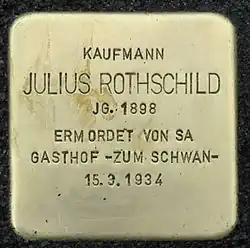 KAUFMANN
JULIUS ROTHSCHILD
JG. 1898
ERMORDET VON SA
GASTHOF -ZUM SCHWAN-
15.3.1934